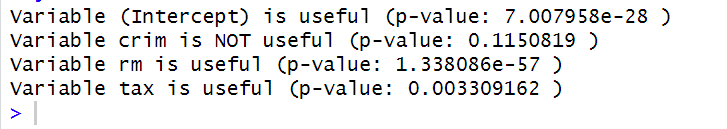 Variable (Intercept) is useful (p-value: 7.007958e-28 )
Variable crim is NOT useful (p-value: 0.1150819 )
Variable rm is useful (p-value: 1.338086e-57 )
Variable tax is useful (p-value: 0.003309162 )
>